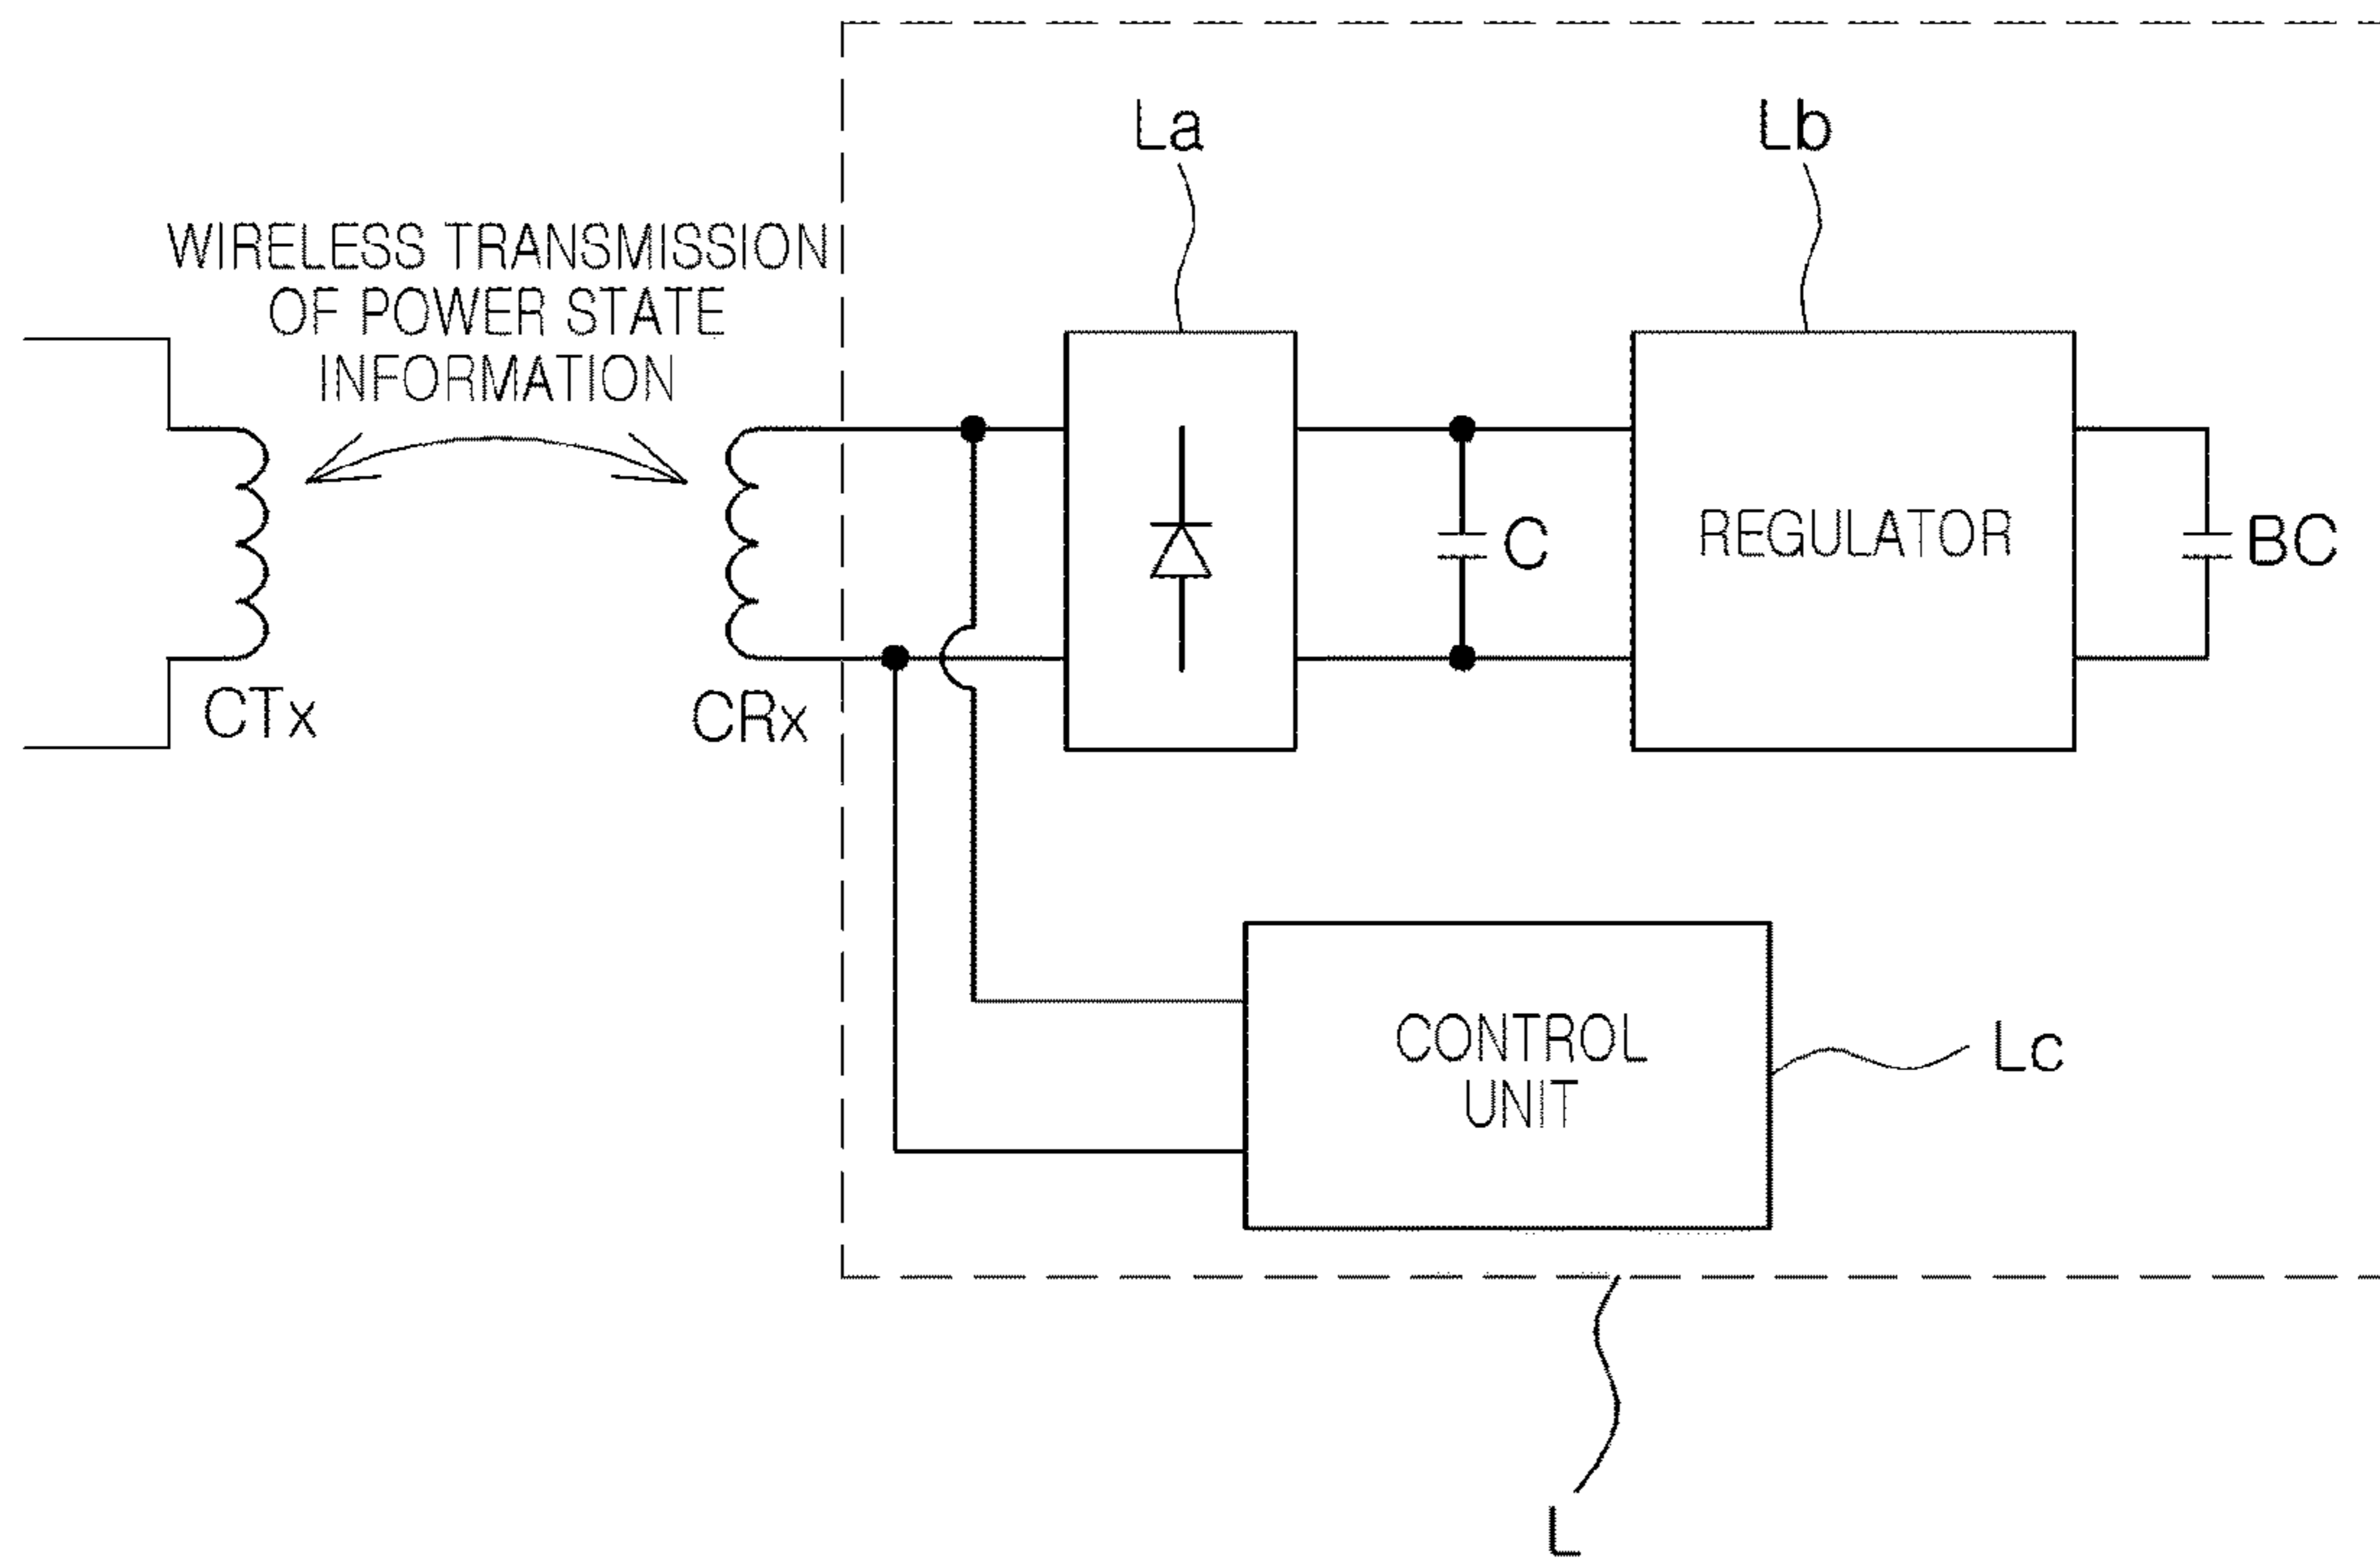 La
Lb
WIRELESS TRANSMISSION
OF POWER STATE
INFORMATION
C
REGULATOR
BC
CTx
CRx
CONTROL
UNIT
Lc
L